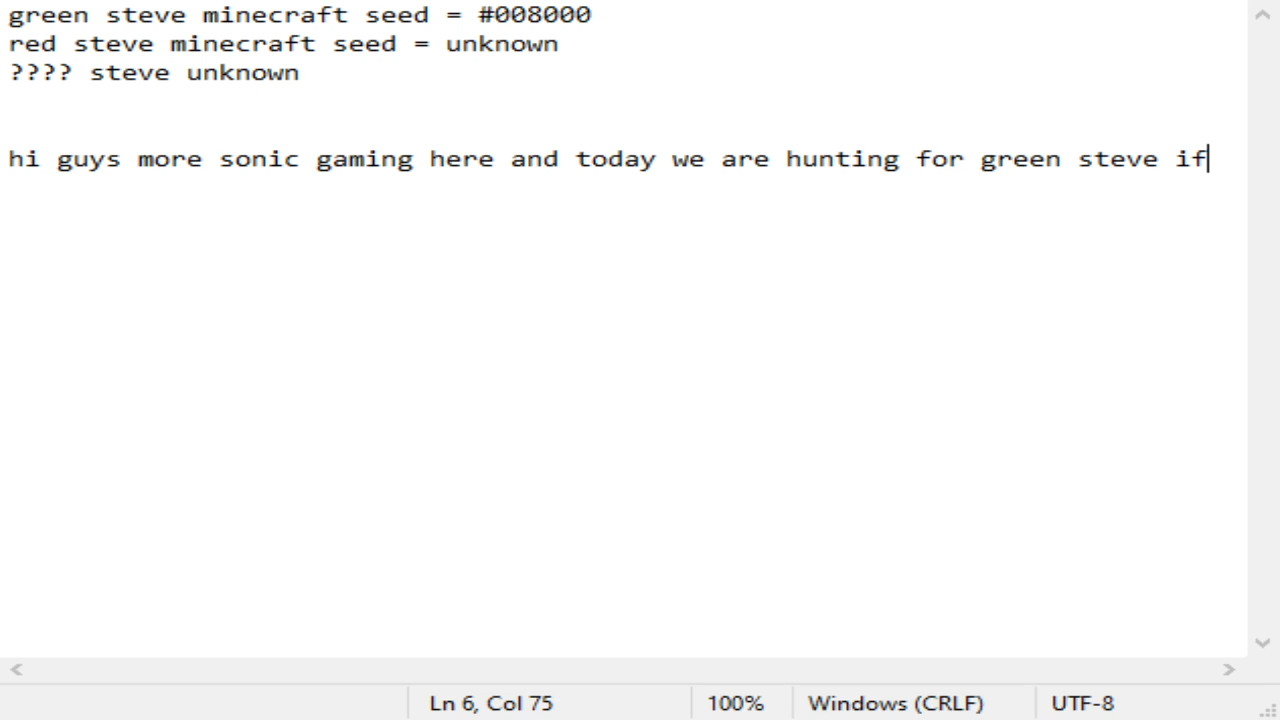 green steve minecraft seed = #008000
red steve minecraft seed = unknown
???? steve unknown
hi guys more sonic gaming here and today we are hunting for green steve if
Ln 6, Col 75
100%
Windows (CRLF)
UTF-8